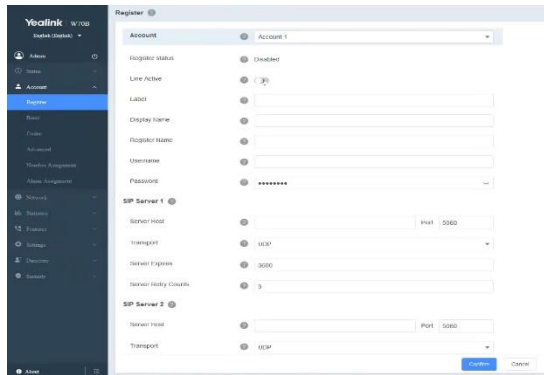 Yealink | W70B
English (English)
Admin
Status
Account
Register
Basic
Codec
Advanced
Number Assignment
Alarm Assignment
Network
Features
Settings
Directory
Security
About
Register
Account
Account 1
Register status
Disabled
Line Active
Label
Display Name
Register Name
Username
Password
••••••••
SIP Server 1
Server Host
Port 5060
Transport
UDP
Server Expires
3600
Server Retry Counts
3
SIP Server 2
Server Host
Port 5060
Transport
UDP
Confirm
Cancel